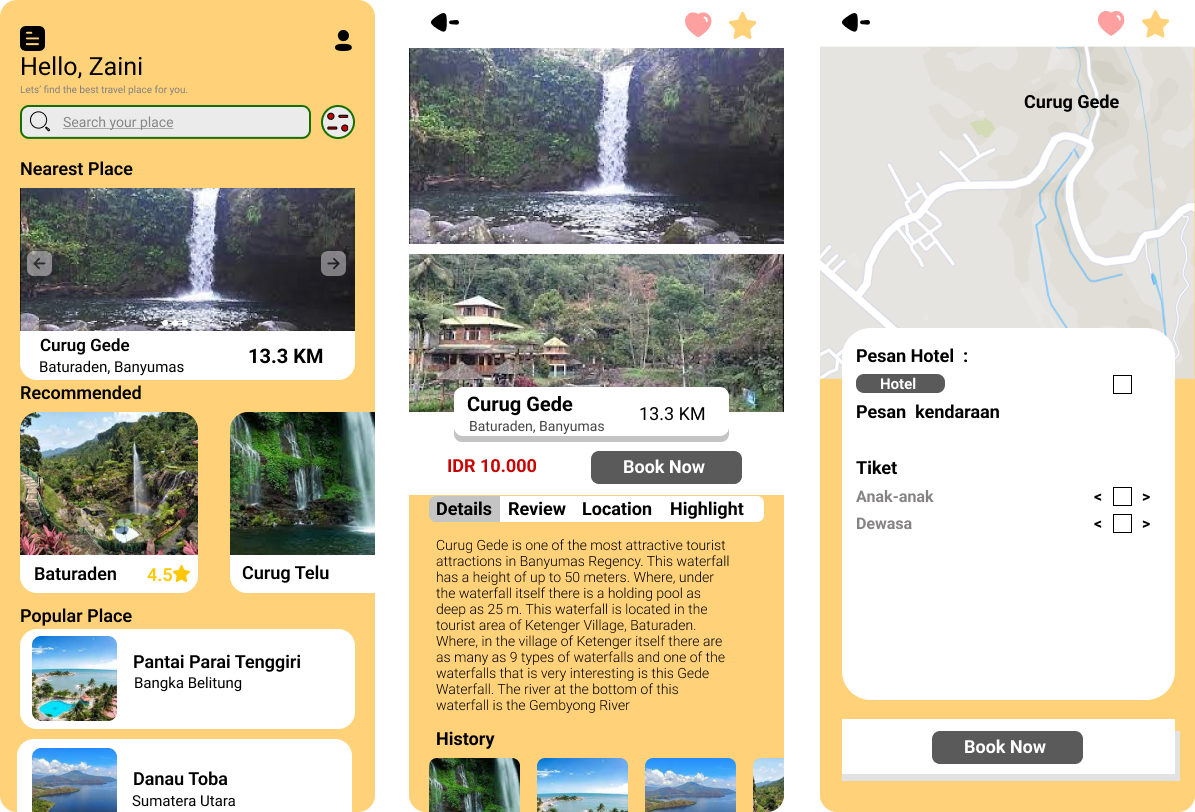 Hello, Zaini
Lets' find the best travel place for you.
Search your place
Nearest Place
Curug Gede
Baturaden, Banyumas
13.3 KM
Recommended
Baturaden
4.5
Curug Telu
Popular Place
Pantai Parai Tenggiri
Bangka Belitung
Danau Toba
Sumatera Utara
Curug Gede
Baturaden, Banyumas
13.3 KM
IDR 10.000
Book Now
Details Review Location Highlight
Curug Gede is one of the most attractive tourist
attractions in Banyumas Regency. This waterfall
has a height of up to 50 meters. Where, under
the waterfall itself there is a holding pool as
deep as 25 m. This waterfall is located in the
tourist area of Ketenger Village, Baturaden.
Where, in the village of Ketenger itself there are
as many as 9 types of waterfalls and one of the
waterfalls that is very interesting is this Gede
Waterfall. The river at the bottom of this
waterfall is the Gembyong River
History
Curug Gede
Pesan Hotel :
Hotel
Pesan kendaraan
Tiket
Anak-anak < >
Dewasa < >
Book Now